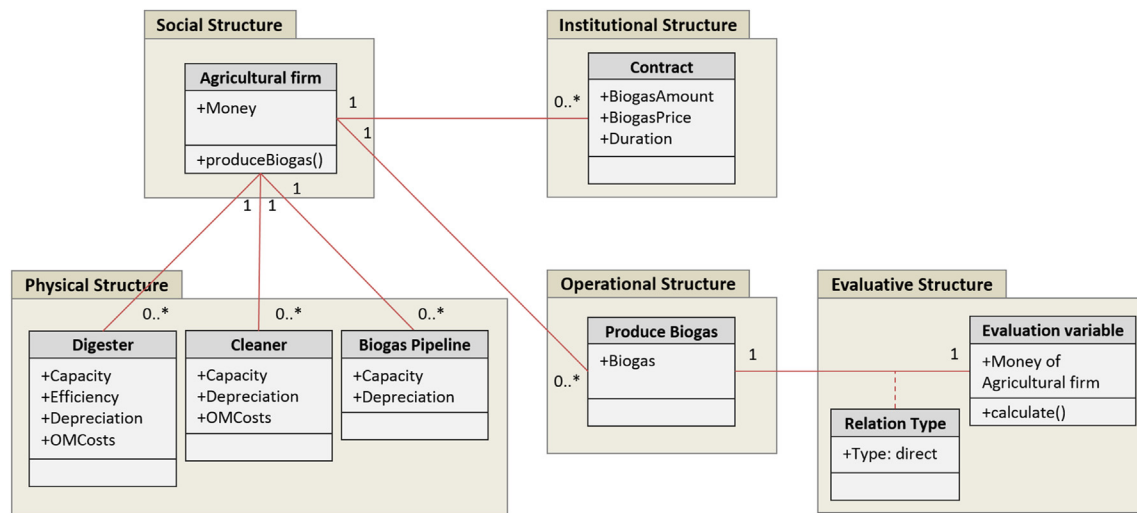 Social Structure
Agricultural firm
+Money
+produceBiogas()
1
1
1
1
1
Institutional Structure
Contract
+BiogasAmount
+BiogasPrice
+Duration
0..*
Physical Structure
0..*
0..*
0..*
Digester
+Capacity
+Efficiency
+Depreciation
+OMCosts
Cleaner
+Capacity
+Depreciation
+OMCosts
Biogas Pipeline
+Capacity
+Depreciation
Operational Structure
Produce Biogas
+Biogas
0..*
1
Evaluative Structure
1
Evaluation variable
+Money of
Agricultural firm
+calculate()
Relation Type
+Type: direct